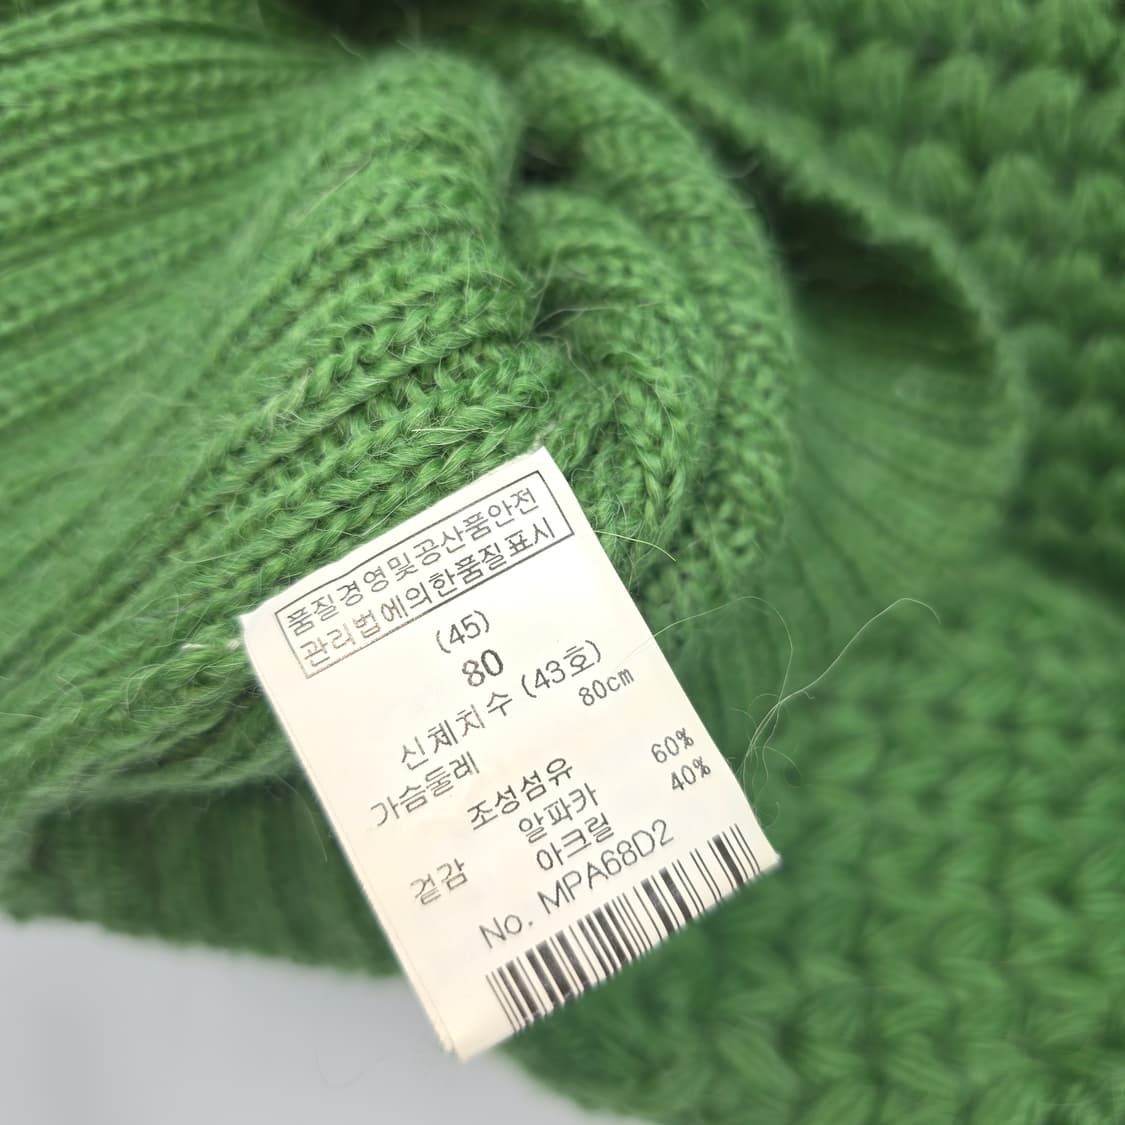 품질경영및공산품안전
관리법에의한품질표시
(45)
80
신체치수 (43호)
가슴둘레 80cm
조성섬유
겉감 알파카 60%
아크릴 40%
No. MPA68D2